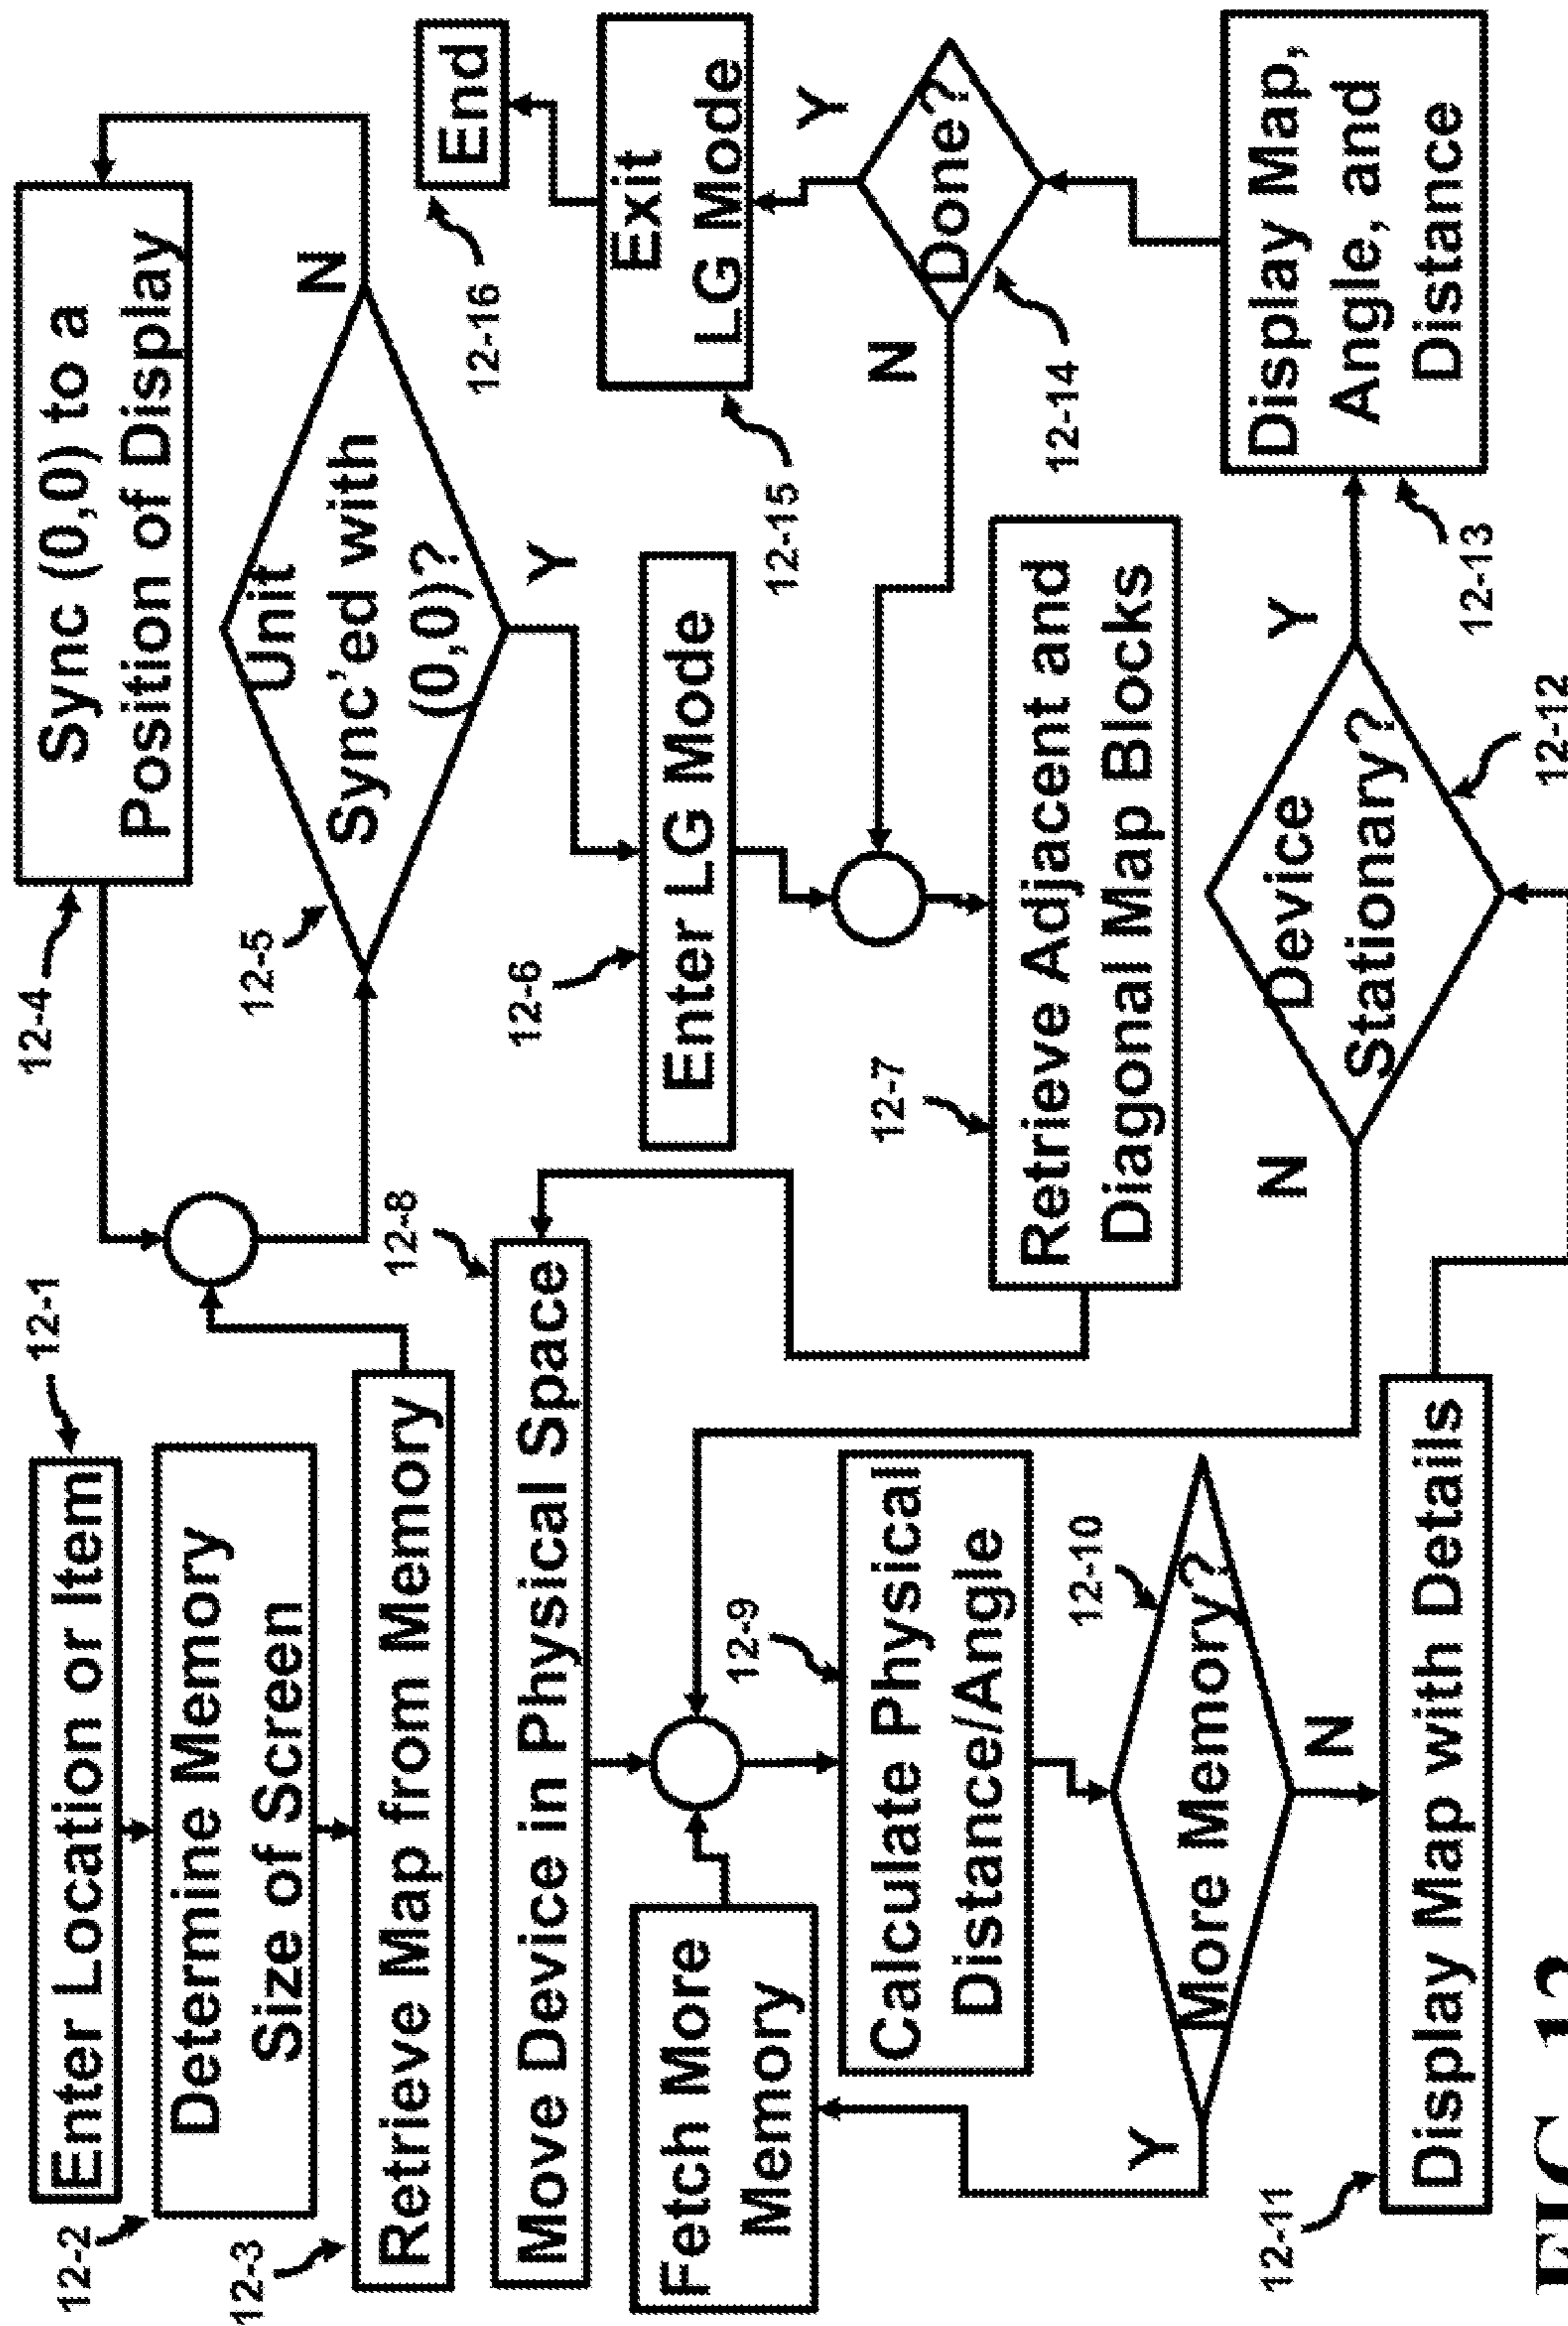 12-1
Enter Location or Item
12-2
Determine Memory
Size of Screen
12-3
Retrieve Map from Memory
12-4
Sync (0,0) to a
Position of Display
12-5
Unit
Sync'ed with
(0,0)?
N
Y
12-6
Enter LG Mode
12-7
Retrieve Adjacent and
Diagonal Map Blocks
12-8
Move Device in Physical Space
Fetch More
Memory
12-9
Calculate Physical
Distance/Angle
12-10
More Memory?
Y
N
12-11
Display Map with Details
12-12
Device
Stationary?
N
Y
12-13
Display Map,
Angle, and
Distance
12-14
Done?
N
Y
12-15
Exit
LG Mode
12-16
End
FIG. 12